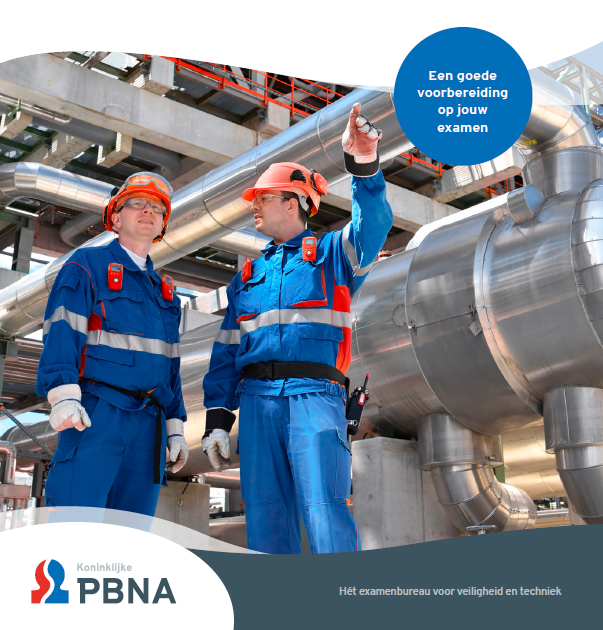 Een goede
voorbereiding
op jouw
examen
Koninklijke
PBNA
Hét examenbureau voor veiligheid en techniek